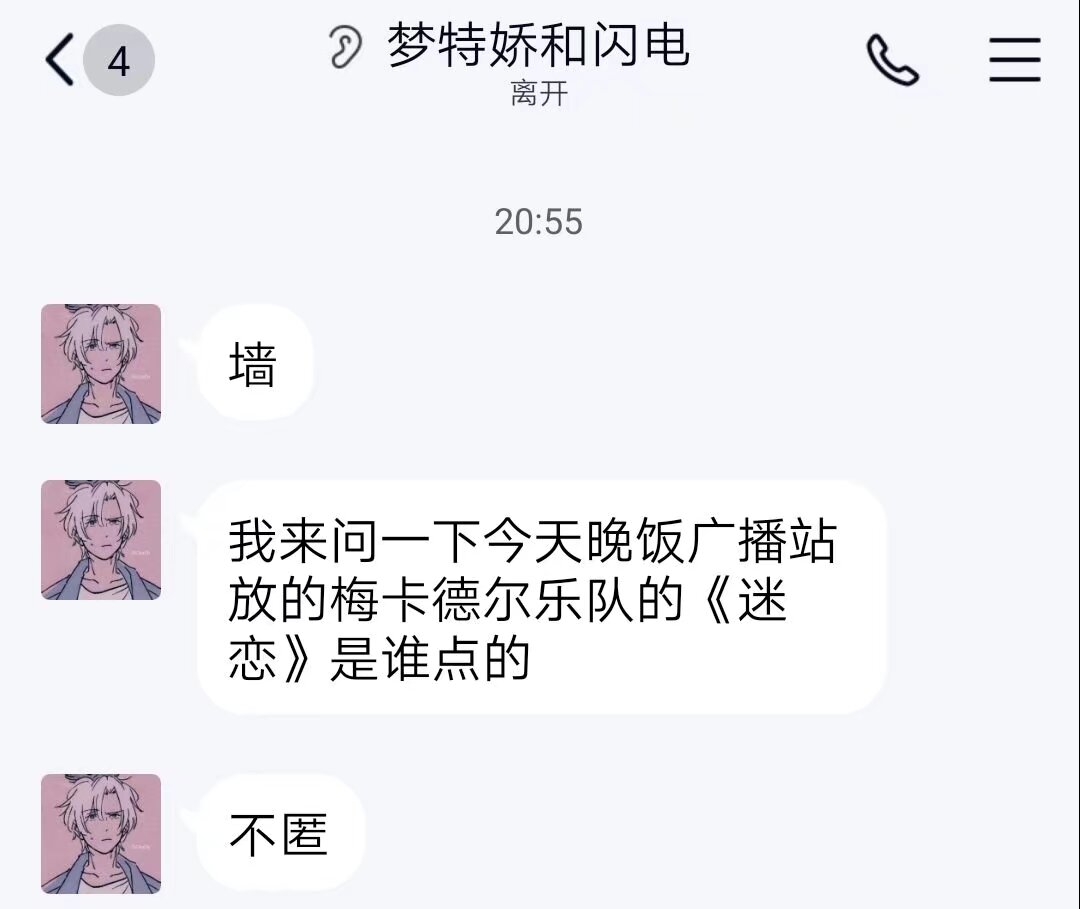 4
梦特娇和闪电
离开
20:55
墙
我来问一下今天晚饭广播站
放的梅卡德尔乐队的《迷
恋》是谁点的
不匿